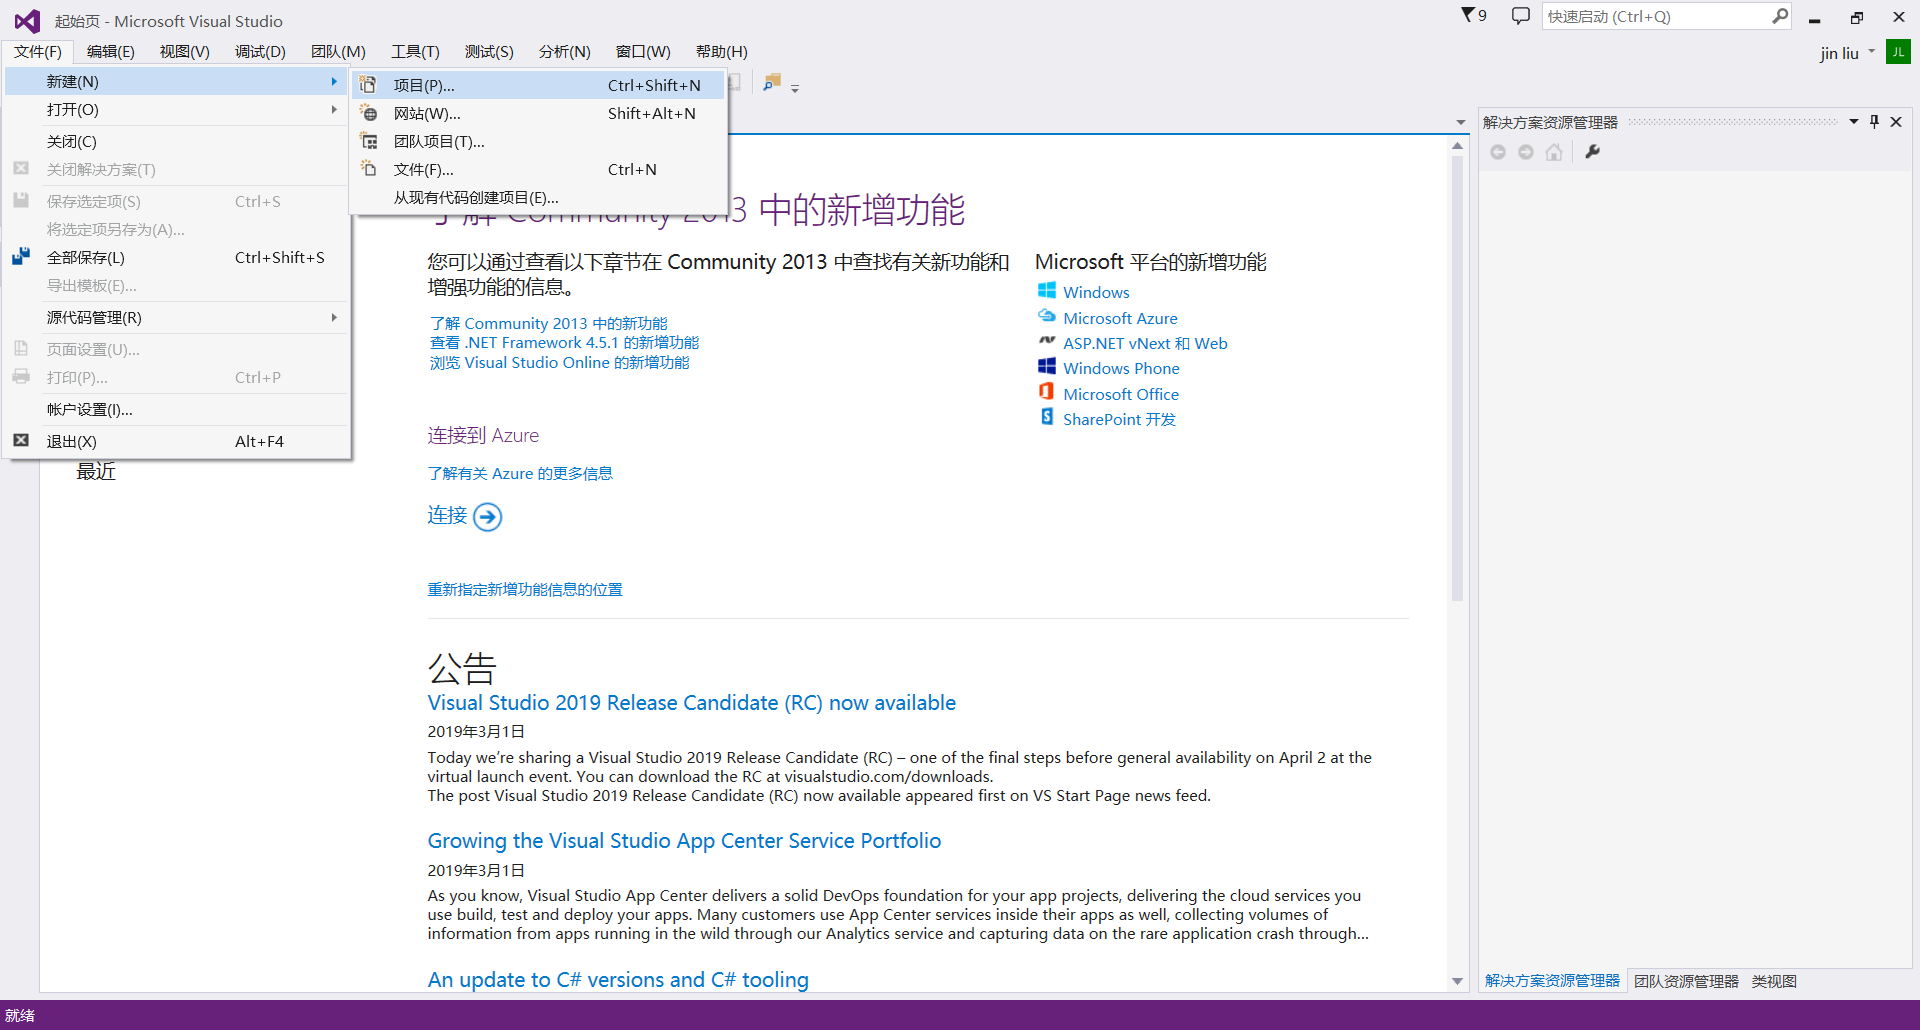 起始页 - Microsoft Visual Studio
9
快速启动 (Ctrl+Q)
文件(F) 编辑(E) 视图(V) 调试(D) 团队(M) 工具(T) 测试(S) 分析(N) 窗口(W) 帮助(H)
jin liu
JL
新建(N)
打开(O)
关闭(C)
关闭解决方案(T)
保存选定项(S) Ctrl+S
将选定项另存为(A)...
全部保存(L) Ctrl+Shift+S
导出模板(E)...
源代码管理(R)
页面设置(U)...
打印(P)... Ctrl+P
帐户设置(I)...
退出(X) Alt+F4
项目(P)... Ctrl+Shift+N
网站(W)... Shift+Alt+N
团队项目(T)...
文件(F)... Ctrl+N
从现有代码创建项目(E)...
最近
了解 Community 2013 中的新增功能
您可以通过查看以下章节在 Community 2013 中查找有关新功能和
增强功能的信息。
了解 Community 2013 中的新功能
查看 .NET Framework 4.5.1 的新增功能
浏览 Visual Studio Online 的新增功能
Microsoft 平台的新增功能
Windows
Microsoft Azure
ASP.NET vNext 和 Web
Windows Phone
Microsoft Office
SharePoint 开发
连接到 Azure
了解有关 Azure 的更多信息
连接
重新指定新增功能信息的位置
公告
Visual Studio 2019 Release Candidate (RC) now available
2019年3月1日
Today we’re sharing a Visual Studio 2019 Release Candidate (RC) – one of the final steps before general availability on April 2 at the
virtual launch event. You can download the RC at visualstudio.com/downloads.
The post Visual Studio 2019 Release Candidate (RC) now available appeared first on VS Start Page news feed.
Growing the Visual Studio App Center Service Portfolio
2019年3月1日
As you know, Visual Studio App Center delivers a solid DevOps foundation for your app projects, delivering the cloud services you
use build, test and deploy your apps. Many customers use App Center services inside their apps as well, collecting volumes of
information from apps running in the wild through our Analytics service and capturing data on the rare application crash through...
An update to C# versions and C# tooling
解决方案资源管理器
解决方案资源管理器 团队资源管理器 类视图
就绪